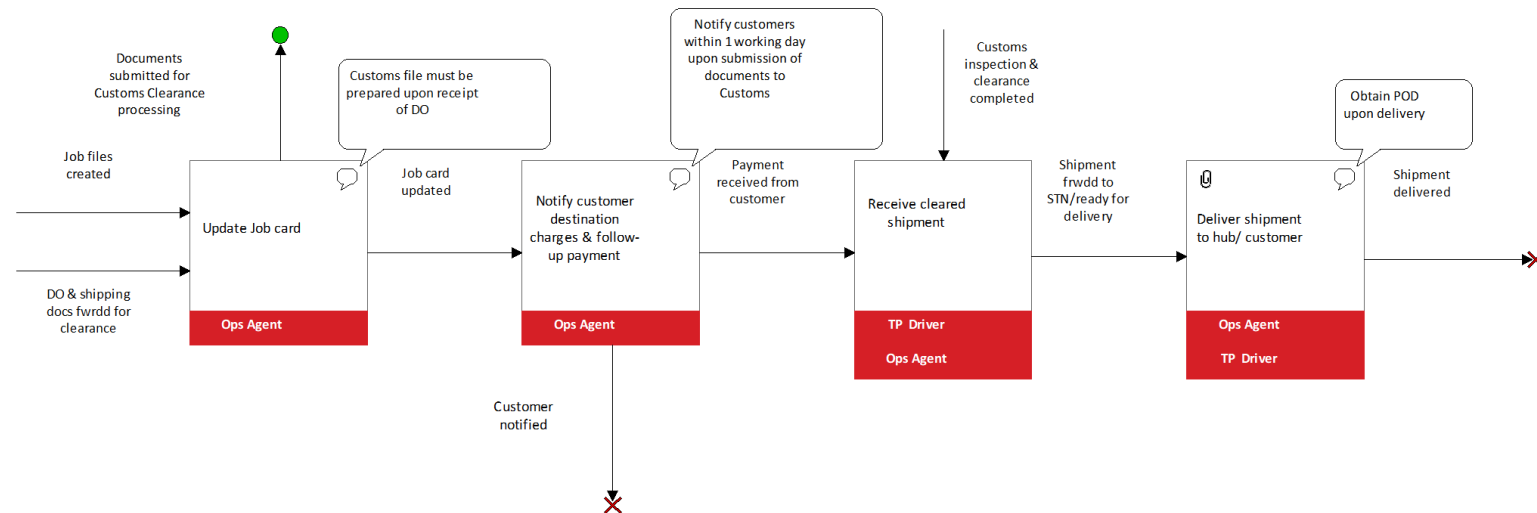 Documents
submitted for
Customs Clearance
processing
Job files
created
DO & shipping
docs fwrdd for
clearance
Update Job card
Ops Agent
Customs file must be
prepared upon receipt
of DO
Job card
updated
Notify customer
destination
charges & follow-
up payment
Ops Agent
Notify customers
within 1 working day
upon submission of
documents to
Customs
Customer
notified
Payment
received from
customer
Customs
inspection &
clearance
completed
Receive cleared
shipment
TP Driver
Ops Agent
Shipment
frwdd to
STN/ready for
delivery
Obtain POD
upon delivery
Deliver shipment
to hub/ customer
Ops Agent
TP Driver
Shipment
delivered